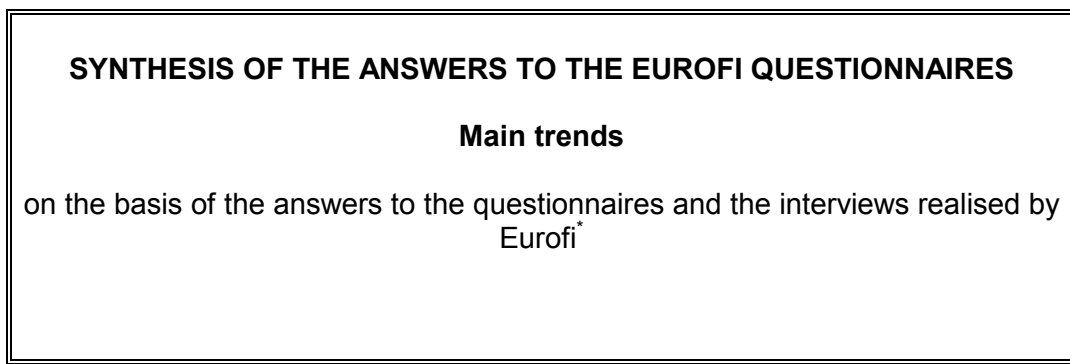 SYNTHESIS OF THE ANSWERS TO THE EUROFI QUESTIONNAIRES
Main trends
on the basis of the answers to the questionnaires and the interviews realised by
Eurofi*